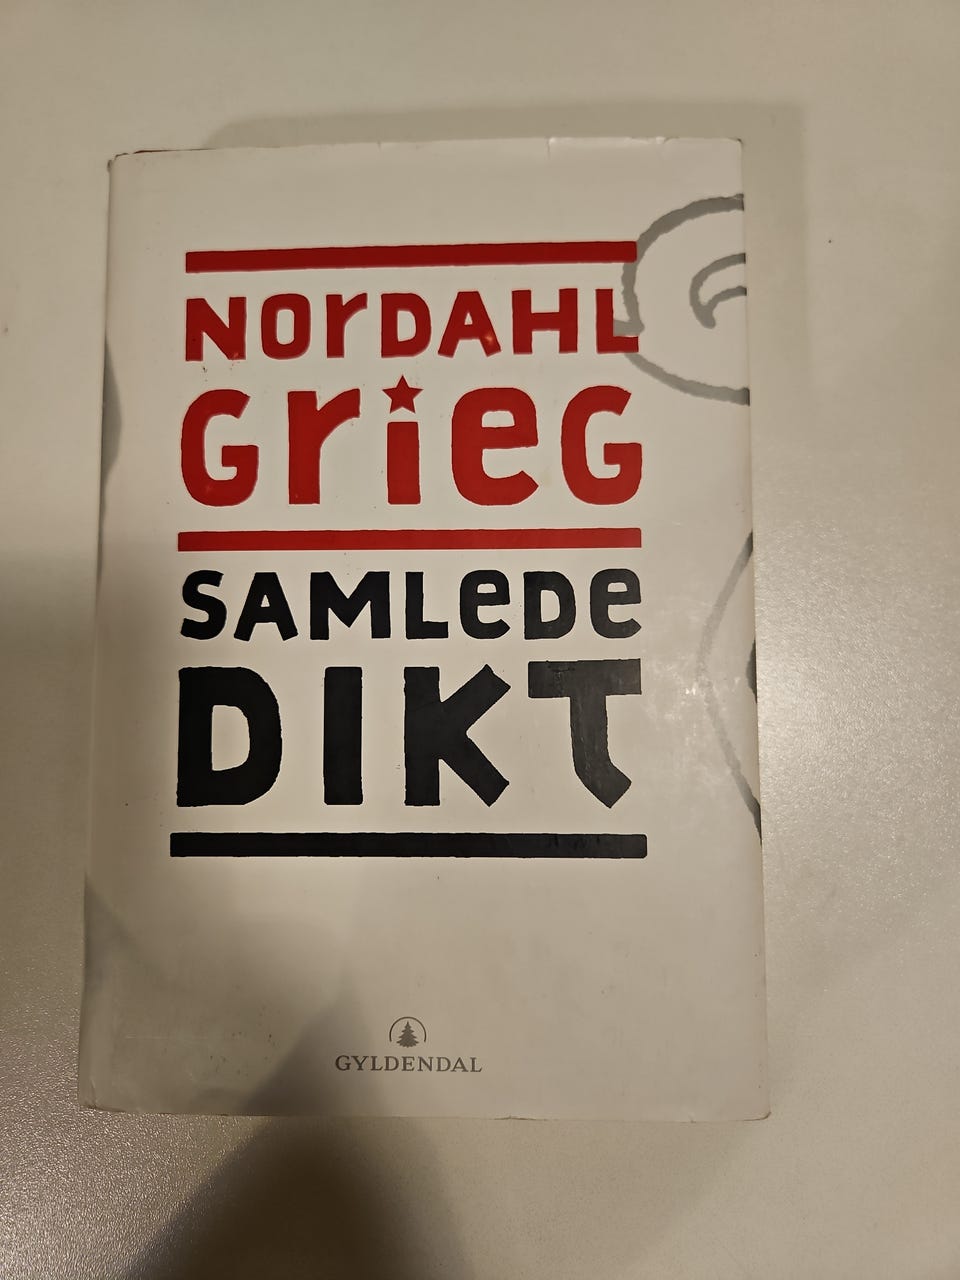 NOrDAHL
GrieG
SAMLeDe
DIKT
GYLDENDAL